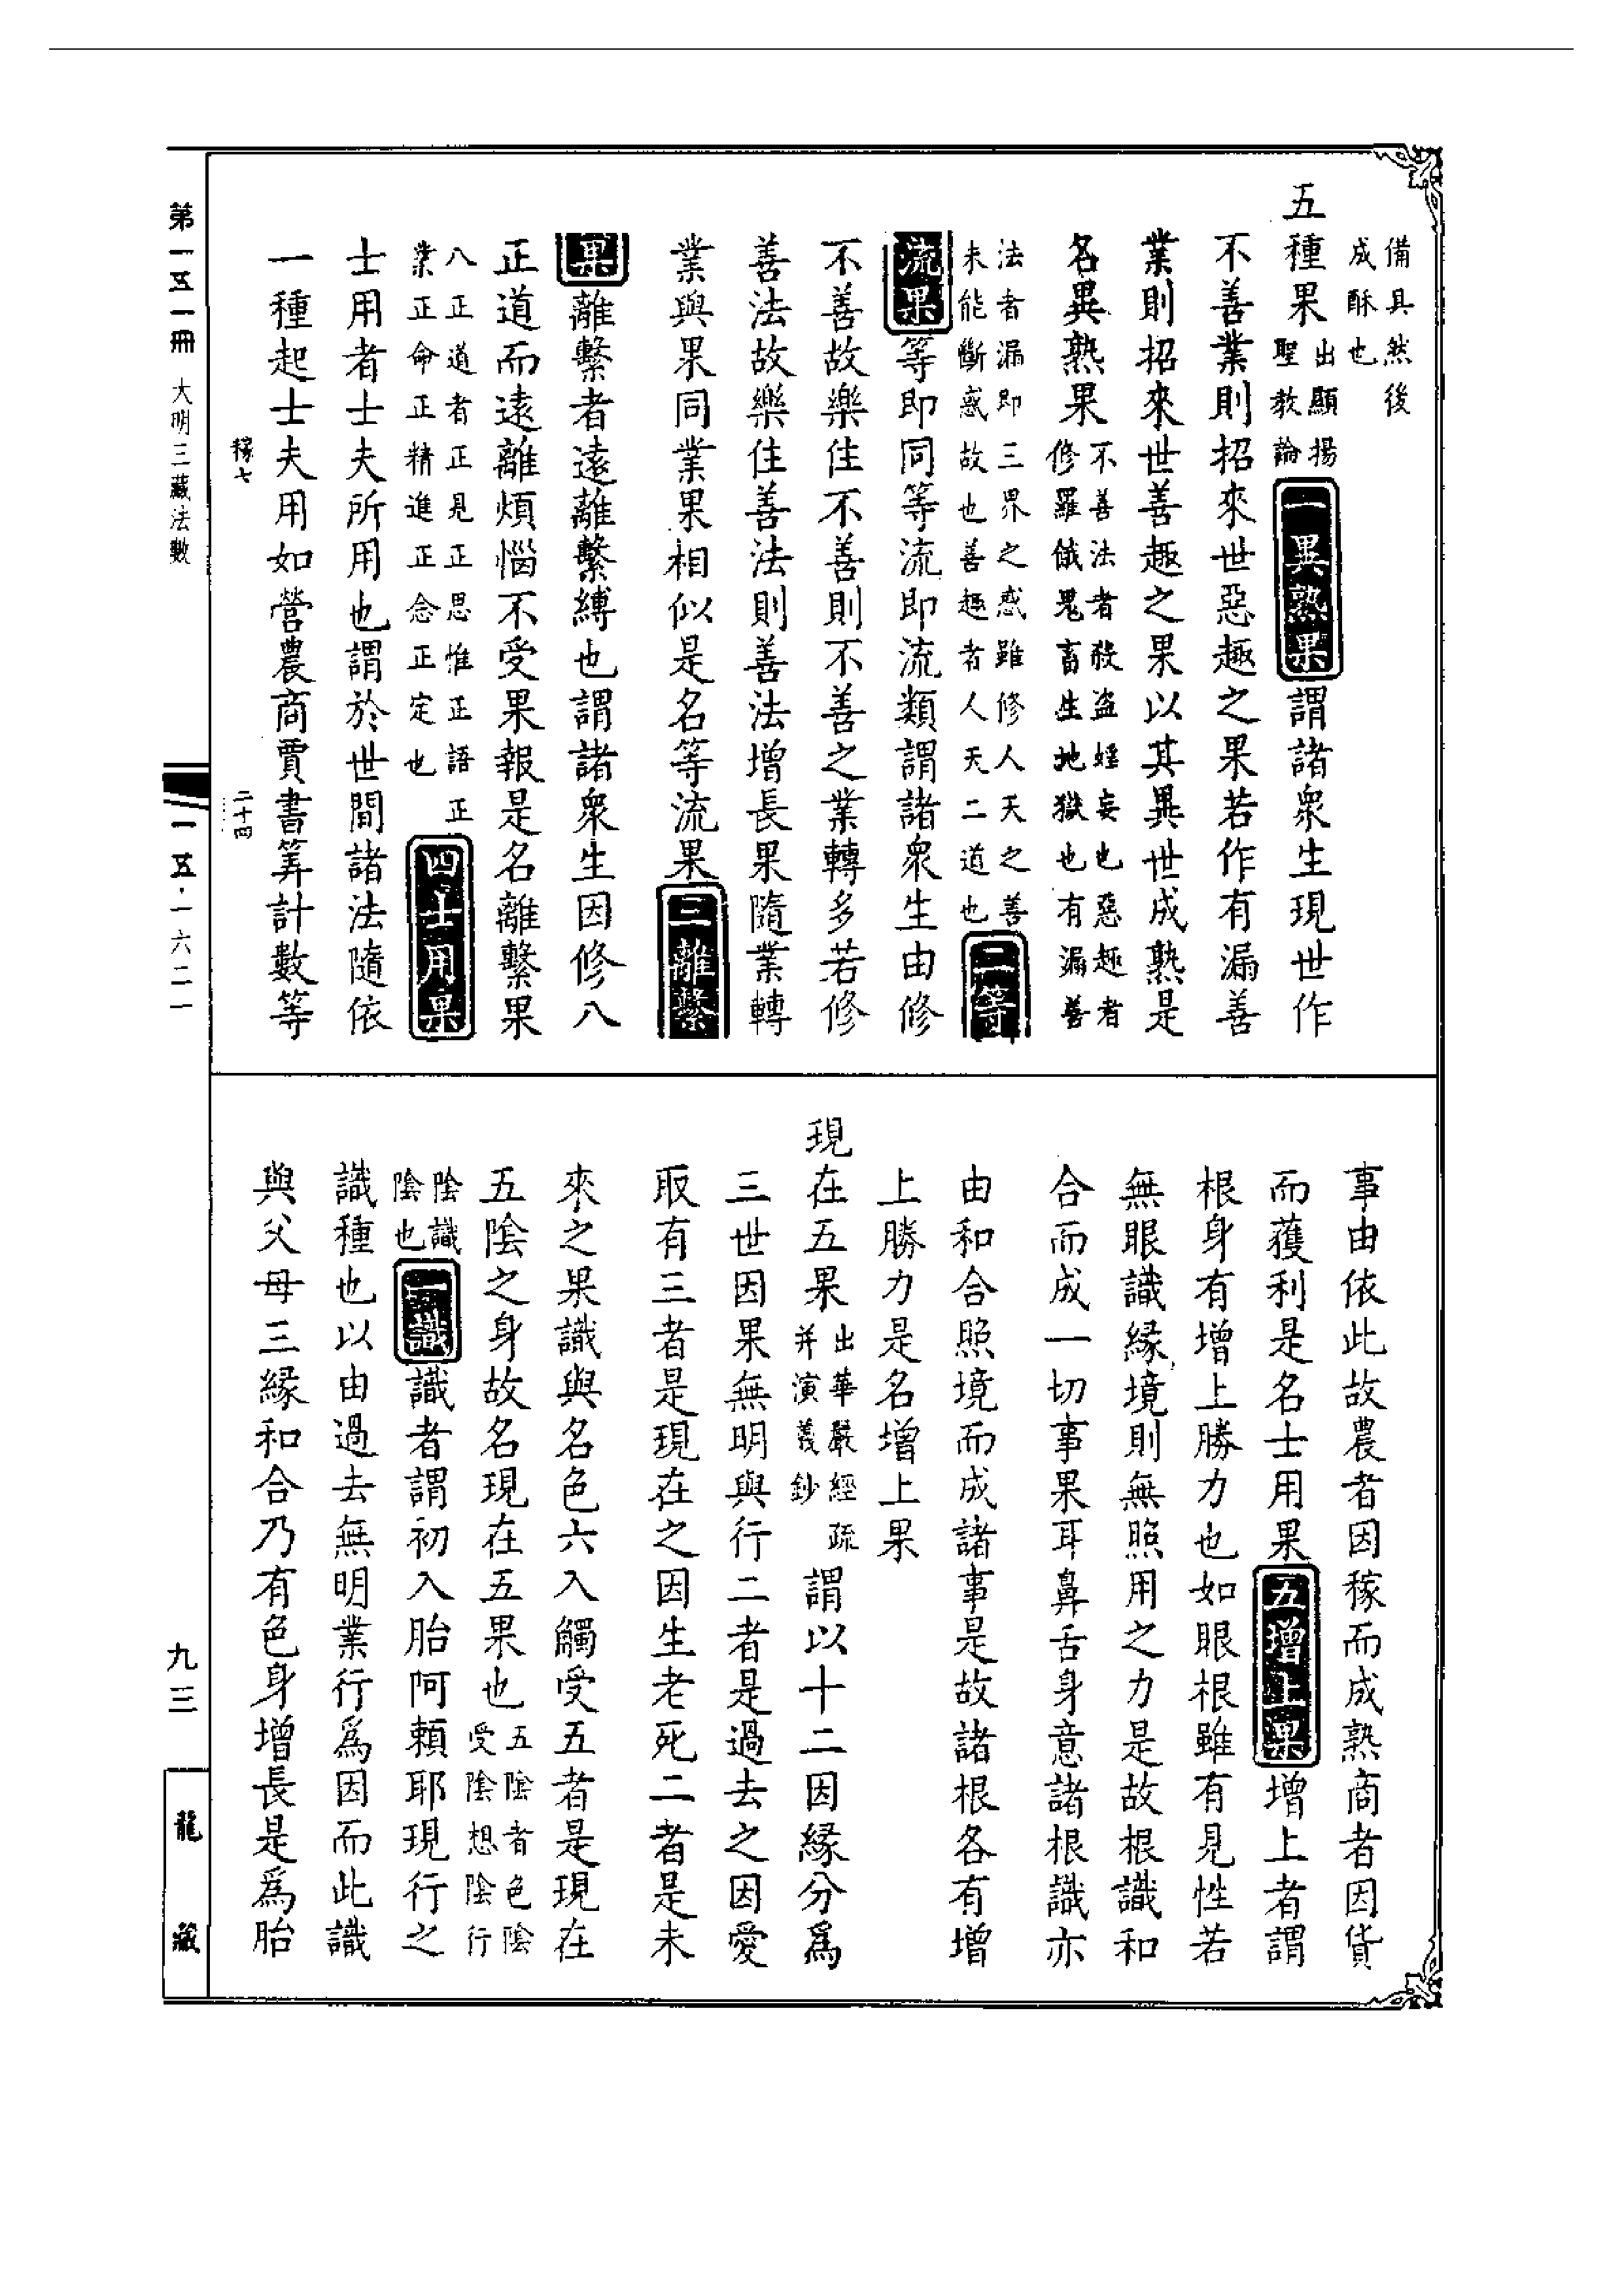 備具然後
成酥也
五種果
出顯揚
聖教論
一異熟果
謂諸衆生現世作
不善業則招來世惡趣之果若作有漏善
業則招來世善趣之果以其異世成熟是
名異熟果
不善法者殺盜婬妄也惡趣者
修羅餓鬼畜生地獄也有漏善
法者漏即三界之惑雖修人天之善
未能斷惑故也善趣者人天二道也
二等
流果
等即同等流即流類謂諸衆生由修
不善故樂住不善則不善之業轉多若修
善法故樂住善法則善法增長果隨業轉
業與果同業果相似是名等流果
三離繫
果
離繫者遠離繫縛也謂諸衆生因修八
正道而遠離煩惱不受果報是名離繫果
八正道者正見正思惟正語正
業正命正精進正念正定也
四士用果
士用者士夫所用也謂於世間諸法隨依
一種起士夫用如營農商賈書筭計數等
稼七
二十四
事由依此故農者因稼而成熟商者因貨
而獲利是名士用果
五增上果
增上者謂
根身有增上勝力也如眼根雖有見性若
無眼識緣境則無照用之力是故根識和
合而成一切事果耳鼻舌身意諸根識亦
由和合照境而成諸事是故諸根各有增
上勝力是名增上果
現在五果
出華嚴經疏
并演義鈔
謂以十二因緣分爲
三世因果無明與行二者是過去之因愛
取有三者是現在之因生老死二者是未
來之果識與名色六入觸受五者是現在
五陰之身故名現在五果也
五陰者色陰
受陰想陰行
陰識
陰也
一識
識者謂初入胎阿賴耶現行之
識種也以由過去無明業行爲因而此識
與父母三緣和合乃有色身增長是爲胎
第一五一冊
大明三藏法數
一五·一六二一
九三
龍藏